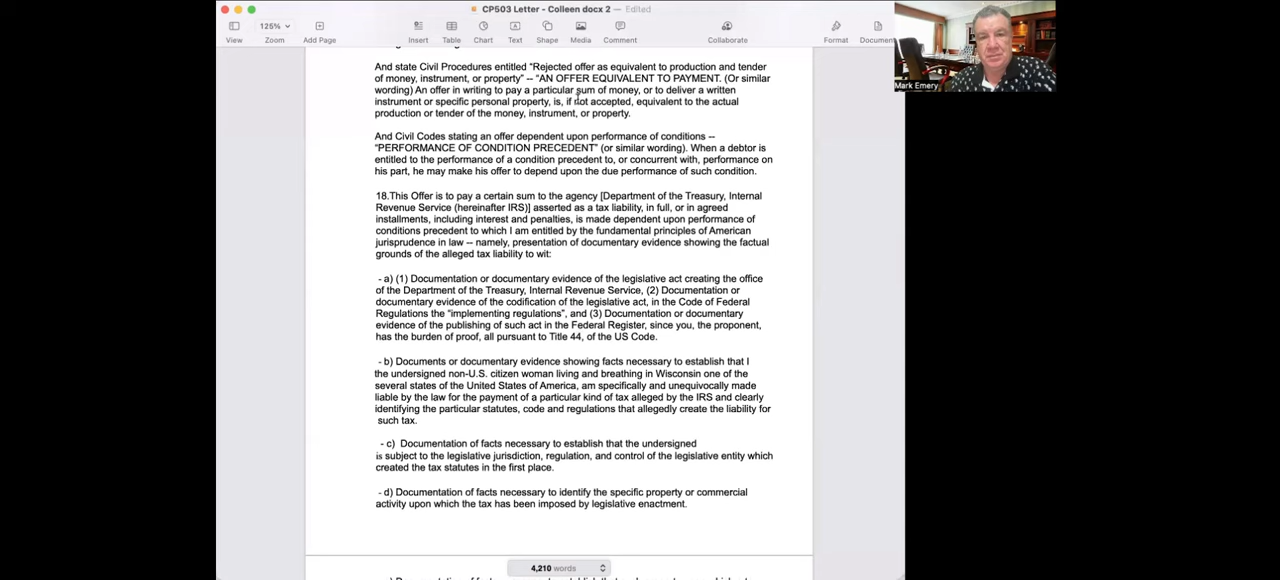 CP503 Letter - Colleen docx 2 — Edited
125%
View
Zoom
Add Page
Insert
Table
Chart
Text
Shape
Media
Comment
Collaborate
Format
Document
Mark Emery
And state Civil Procedures entitled “Rejected offer as equivalent to production and tender
of money, instrument, or property” -- “AN OFFER EQUIVALENT TO PAYMENT. (Or similar
wording) An offer in writing to pay a particular sum of money, or to deliver a written
instrument or specific personal property, is, if not accepted, equivalent to the actual
production or tender of the money, instrument, or property.
And Civil Codes stating an offer dependent upon performance of conditions --
“PERFORMANCE OF CONDITION PRECEDENT” (or similar wording). When a debtor is
entitled to the performance of a condition precedent to, or concurrent with, performance on
his part, he may make his offer to depend upon the due performance of such condition.
18.This Offer is to pay a certain sum to the agency [Department of the Treasury, Internal
Revenue Service (hereinafter IRS)] asserted as a tax liability, in full, or in agreed
installments, including interest and penalties, is made dependent upon performance of
conditions precedent to which I am entitled by the fundamental principles of American
jurisprudence in law -- namely, presentation of documentary evidence showing the factual
grounds of the alleged tax liability to wit:
- a) (1) Documentation or documentary evidence of the legislative act creating the office
of the Department of the Treasury, Internal Revenue Service, (2) Documentation or
documentary evidence of the codification of the legislative act, in the Code of Federal
Regulations the “implementing regulations”, and (3) Documentation or documentary
evidence of the publishing of such act in the Federal Register, since you, the proponent,
has the burden of proof, all pursuant to Title 44, of the US Code.
- b) Documents or documentary evidence showing facts necessary to establish that I
the undersigned non-U.S. citizen woman living and breathing in Wisconsin one of the
several states of the United States of America, am specifically and unequivocally made
liable by the law for the payment of a particular kind of tax alleged by the IRS and clearly
identifying the particular statutes, code and regulations that allegedly create the liability for
such tax.
- c) Documentation of facts necessary to establish that the undersigned
is subject to the legislative jurisdiction, regulation, and control of the legislative entity which
created the tax statutes in the first place.
- d) Documentation of facts necessary to identify the specific property or commercial
activity upon which the tax has been imposed by legislative enactment.
4,210 words